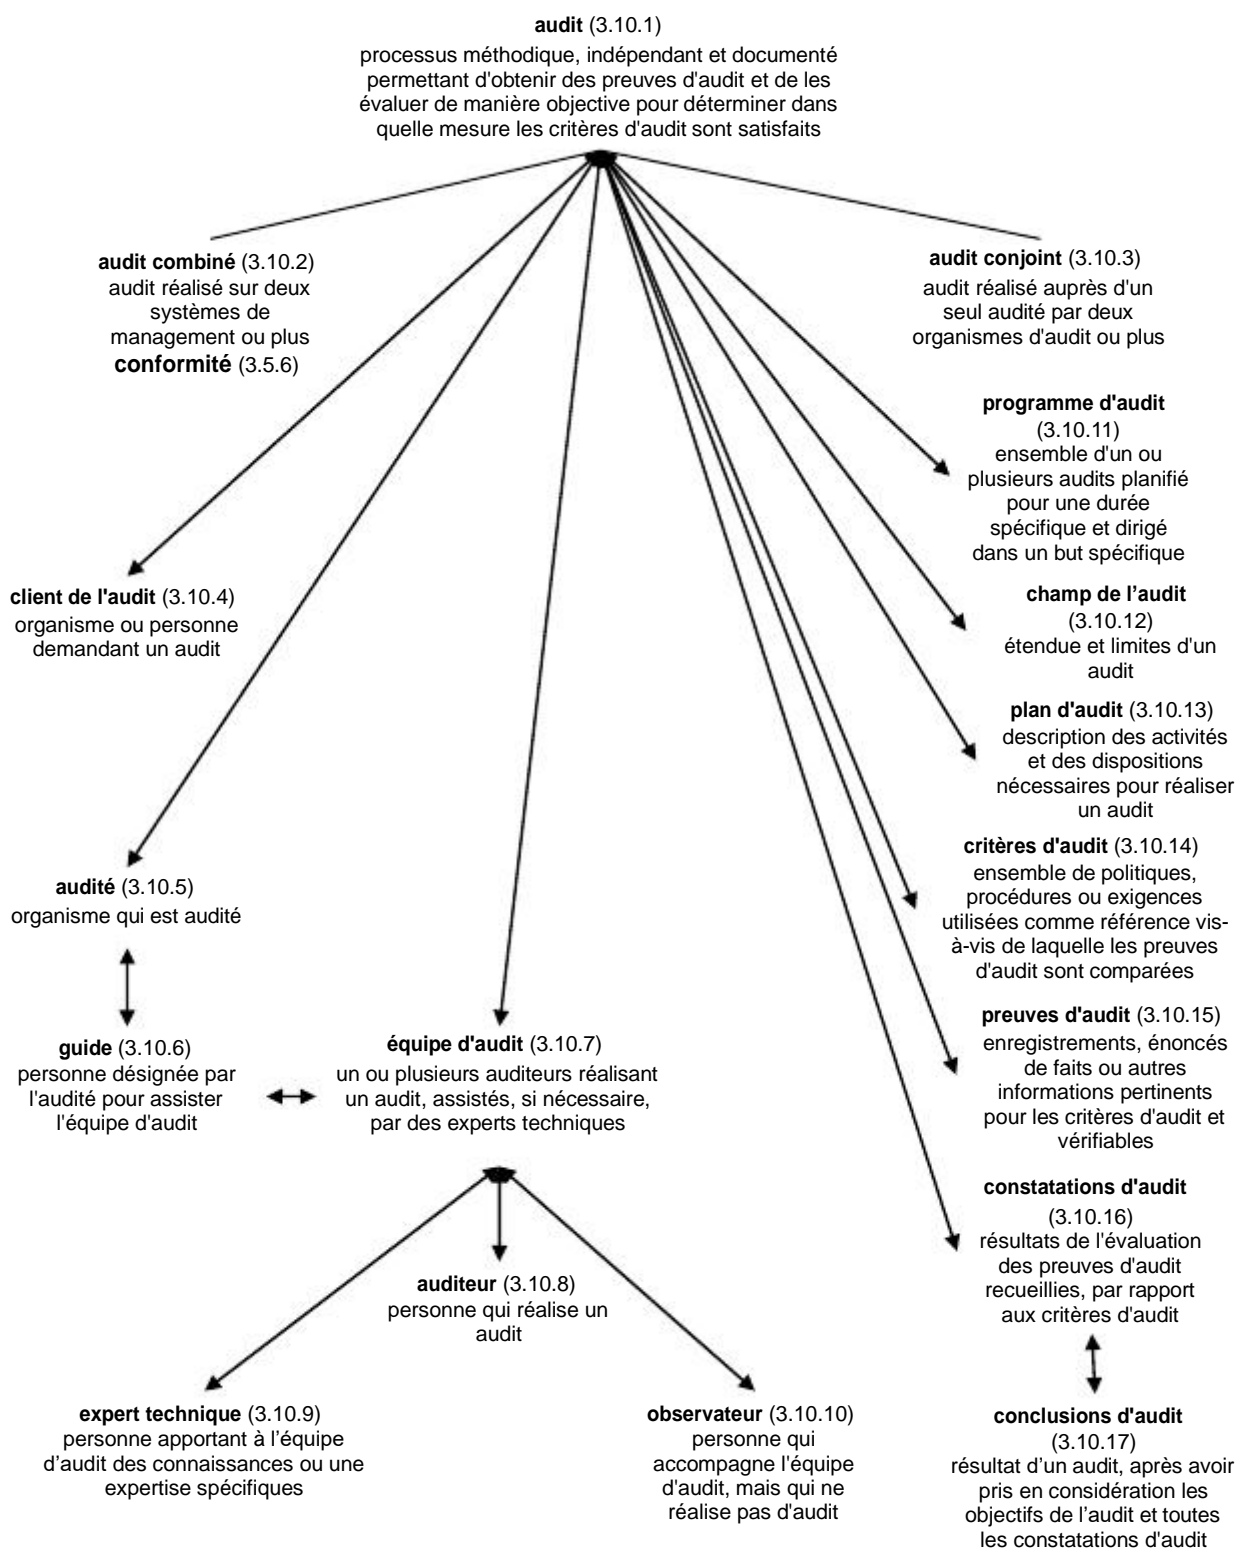 audit (3.10.1)
processus méthodique, indépendant et documenté
permettant d'obtenir des preuves d'audit et de les
évaluer de manière objective pour déterminer dans
quelle mesure les critères d'audit sont satisfaits
audit combiné (3.10.2)
audit réalisé sur deux
systèmes de
management ou plus
conformité (3.5.6)
audit conjoint (3.10.3)
audit réalisé auprès d'un
seul audité par deux
organismes d'audit ou plus
programme d'audit
(3.10.11)
ensemble d'un ou
plusieurs audits planifié
pour une durée
spécifique et dirigé
dans un but spécifique
client de l'audit (3.10.4)
organisme ou personne
demandant un audit
champ de l’audit
(3.10.12)
étendue et limites d'un
audit
plan d'audit (3.10.13)
description des activités
et des dispositions
nécessaires pour réaliser
un audit
critères d'audit (3.10.14)
ensemble de politiques,
procédures ou exigences
utilisées comme référence vis-
à-vis de laquelle les preuves
d'audit sont comparées
audité (3.10.5)
organisme qui est audité
preuves d'audit (3.10.15)
enregistrements, énoncés
de faits ou autres
informations pertinents
pour les critères d'audit et
vérifiables
guide (3.10.6)
personne désignée par
l'audité pour assister
l'équipe d'audit
équipe d'audit (3.10.7)
un ou plusieurs auditeurs réalisant
un audit, assistés, si nécessaire,
par des experts techniques
constatations d'audit
(3.10.16)
résultats de l'évaluation
des preuves d'audit
recueillies, par rapport
aux critères d'audit
auditeur (3.10.8)
personne qui réalise un
audit
expert technique (3.10.9)
personne apportant à l’équipe
d’audit des connaissances ou une
expertise spécifiques
observateur (3.10.10)
personne qui
accompagne l'équipe
d'audit, mais qui ne
réalise pas d'audit
conclusions d'audit
(3.10.17)
résultat d’un audit, après avoir
pris en considération les
objectifs de l’audit et toutes
les constatations d'audit